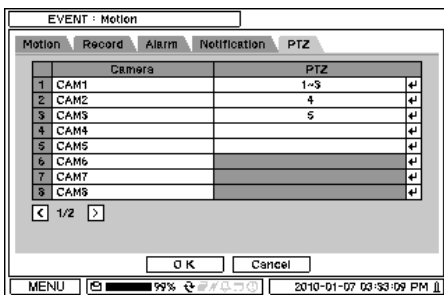 EVENT : Motion
Motion Record Alarm Notification PTZ
Camera PTZ
1 CAM1 1~3
2 CAM2 4
3 CAM3 5
4 CAM4
5 CAM5
6 CAM6
7 CAM7
8 CAM8
< 1/2 >
OK Cancel
MENU 99% 2010-01-07 03:33:09 PM